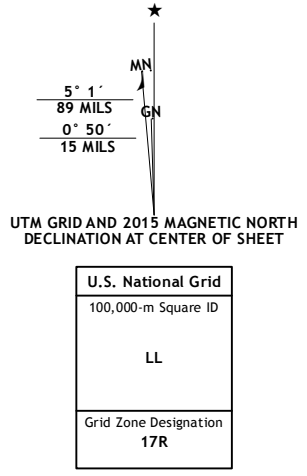 ★
MN
5° 1´
89 MILS
GN
0° 50´
15 MILS
UTM GRID AND 2015 MAGNETIC NORTH
DECLINATION AT CENTER OF SHEET
U.S. National Grid
100,000-m Square ID
LL
Grid Zone Designation
17R